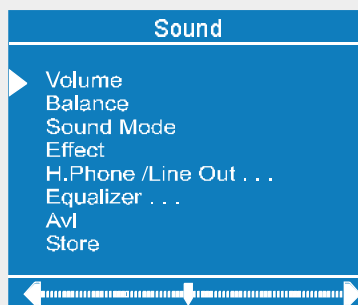 Sound
Volume
Balance
Sound Mode
Effect
H.Phone /Line Out . . .
Equalizer . . .
Avl
Store